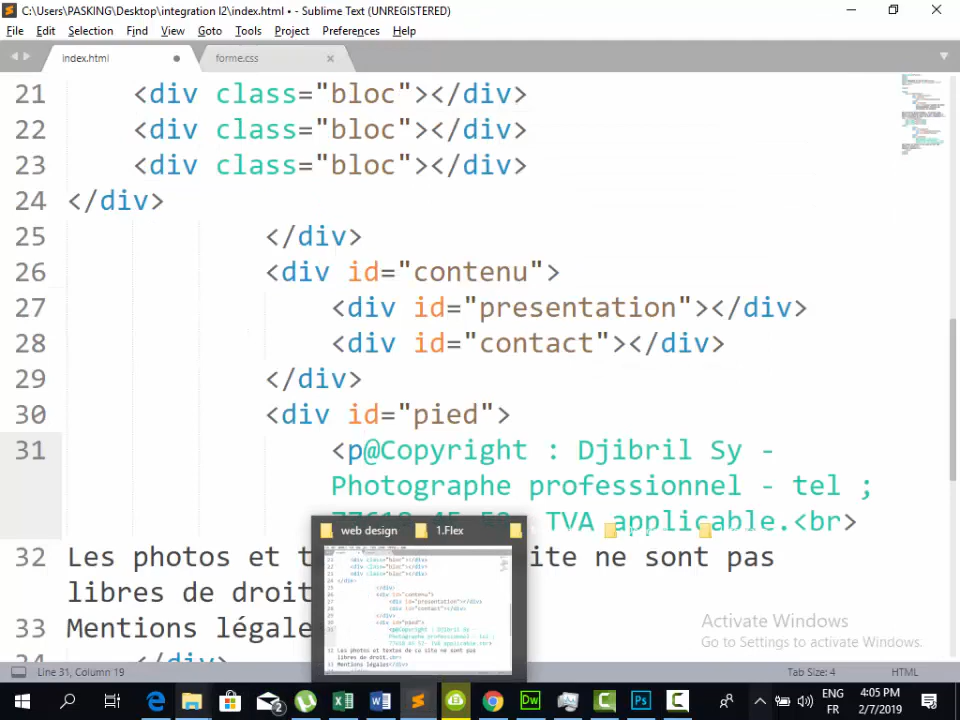 C:\Users\PASKING\Desktop\integration l2\index.html • - Sublime Text (UNREGISTERED)
File Edit Selection Find View Goto Tools Project Preferences Help
index.html forme.css
21 <div class="bloc"></div>
22 <div class="bloc"></div>
23 <div class="bloc"></div>
24 </div>
25 </div>
26 <div id="contenu">
27 <div id="presentation"></div>
28 <div id="contact"></div>
29 </div>
30 <div id="pied">
31 <p@Copyright : Djibril Sy -
Photographe professionnel - tel ;
TVA applicable.<br>
web design 1.Flex
32 Les photos et ite ne sont pas
libres de droit
33 Mentions légale
</div>
Activate Windows
Go to Settings to activate Windows.
Line 31, Column 19 Tab Size: 4 HTML
2 ENG FR 4:05 PM 2/7/2019